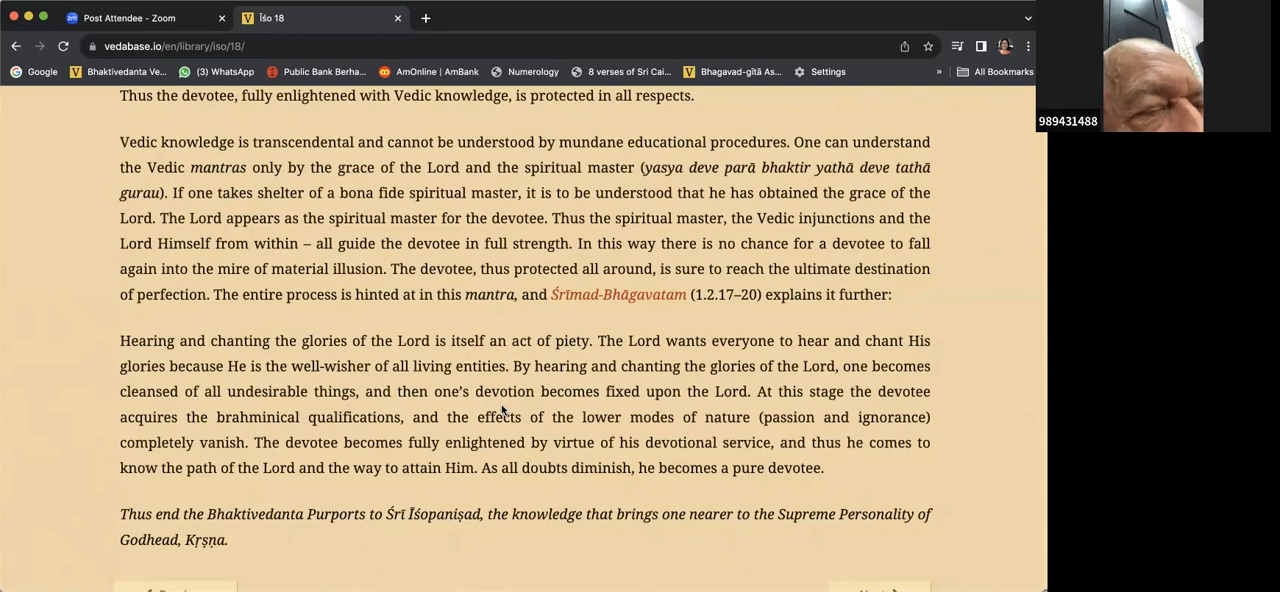 Post Attendee - Zoom
Īśo 18
vedabase.io/en/library/iso/18/
Google
Bhaktivedanta Ve...
(3) WhatsApp
Public Bank Berha...
AmOnline | AmBank
Numerology
8 verses of Sri Cai...
Bhagavad-gītā As...
Settings
»
All Bookmarks
989431488
Thus the devotee, fully enlightened with Vedic knowledge, is protected in all respects.
Vedic knowledge is transcendental and cannot be understood by mundane educational procedures. One can understand
the Vedic mantras only by the grace of the Lord and the spiritual master (yasya deve parā bhaktir yathā deve tathā
gurau). If one takes shelter of a bona fide spiritual master, it is to be understood that he has obtained the grace of the
Lord. The Lord appears as the spiritual master for the devotee. Thus the spiritual master, the Vedic injunctions and the
Lord Himself from within – all guide the devotee in full strength. In this way there is no chance for a devotee to fall
again into the mire of material illusion. The devotee, thus protected all around, is sure to reach the ultimate destination
of perfection. The entire process is hinted at in this mantra, and Śrīmad-Bhāgavatam (1.2.17–20) explains it further:
Hearing and chanting the glories of the Lord is itself an act of piety. The Lord wants everyone to hear and chant His
glories because He is the well-wisher of all living entities. By hearing and chanting the glories of the Lord, one becomes
cleansed of all undesirable things, and then one’s devotion becomes fixed upon the Lord. At this stage the devotee
acquires the brahminical qualifications, and the effects of the lower modes of nature (passion and ignorance)
completely vanish. The devotee becomes fully enlightened by virtue of his devotional service, and thus he comes to
know the path of the Lord and the way to attain Him. As all doubts diminish, he becomes a pure devotee.
Thus end the Bhaktivedanta Purports to Śrī Īśopaniṣad, the knowledge that brings one nearer to the Supreme Personality of
Godhead, Kṛṣṇa.